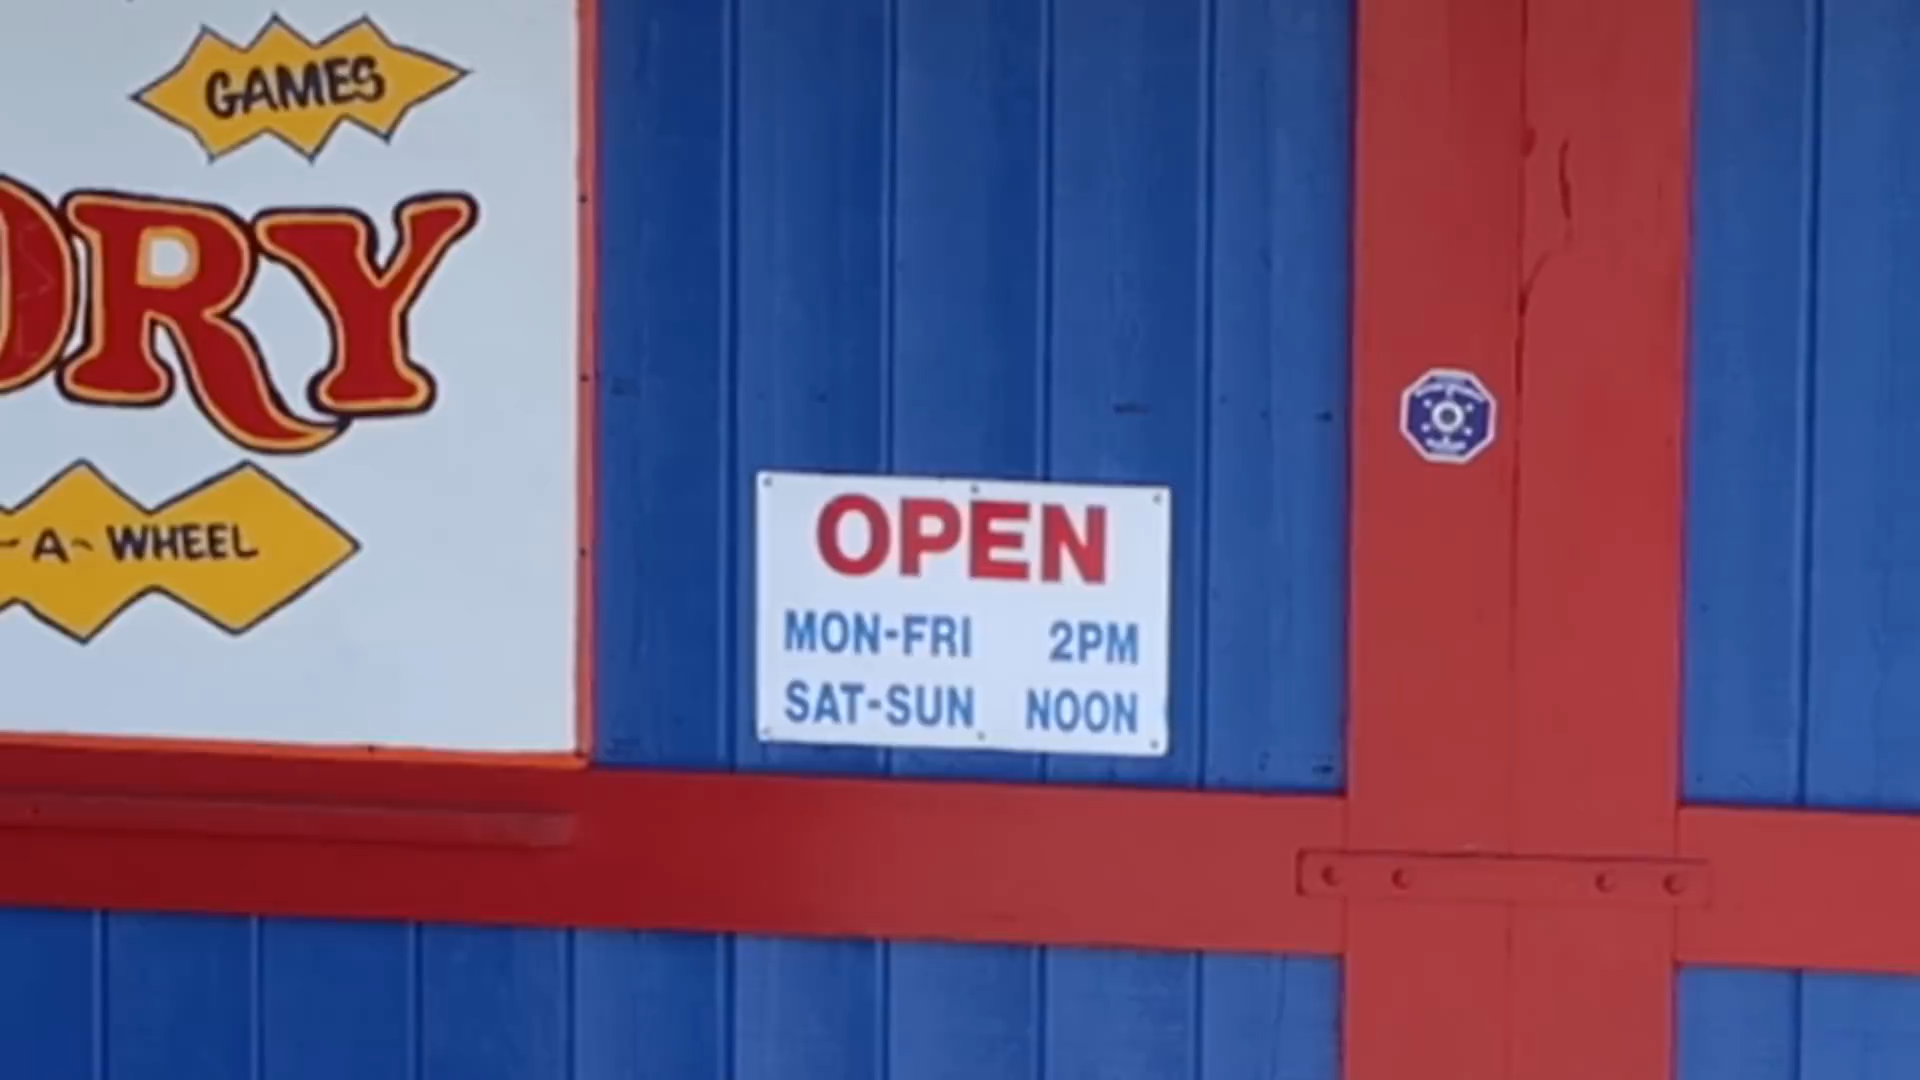 GAMES
ORY
-A- WHEEL
OPEN
MON-FRI 2PM
SAT-SUN NOON